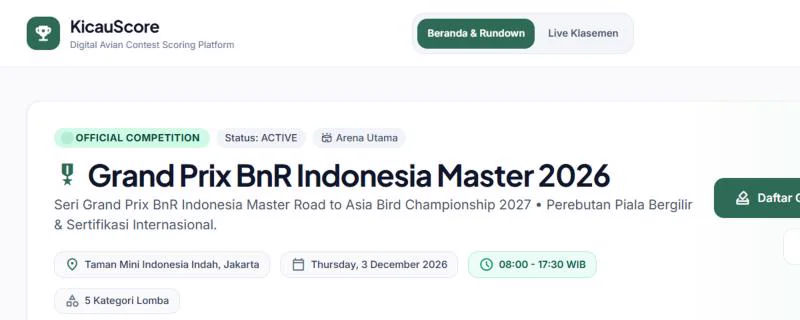 KicauScore
Digital Avian Contest Scoring Platform
Beranda & Rundown
Live Klasemen
OFFICIAL COMPETITION
Status: ACTIVE
Arena Utama
Grand Prix BnR Indonesia Master 2026
Seri Grand Prix BnR Indonesia Master Road to Asia Bird Championship 2027 • Perebutan Piala Bergilir
& Sertifikasi Internasional.
Daftar
Taman Mini Indonesia Indah, Jakarta
Thursday, 3 December 2026
08:00 - 17:30 WIB
5 Kategori Lomba